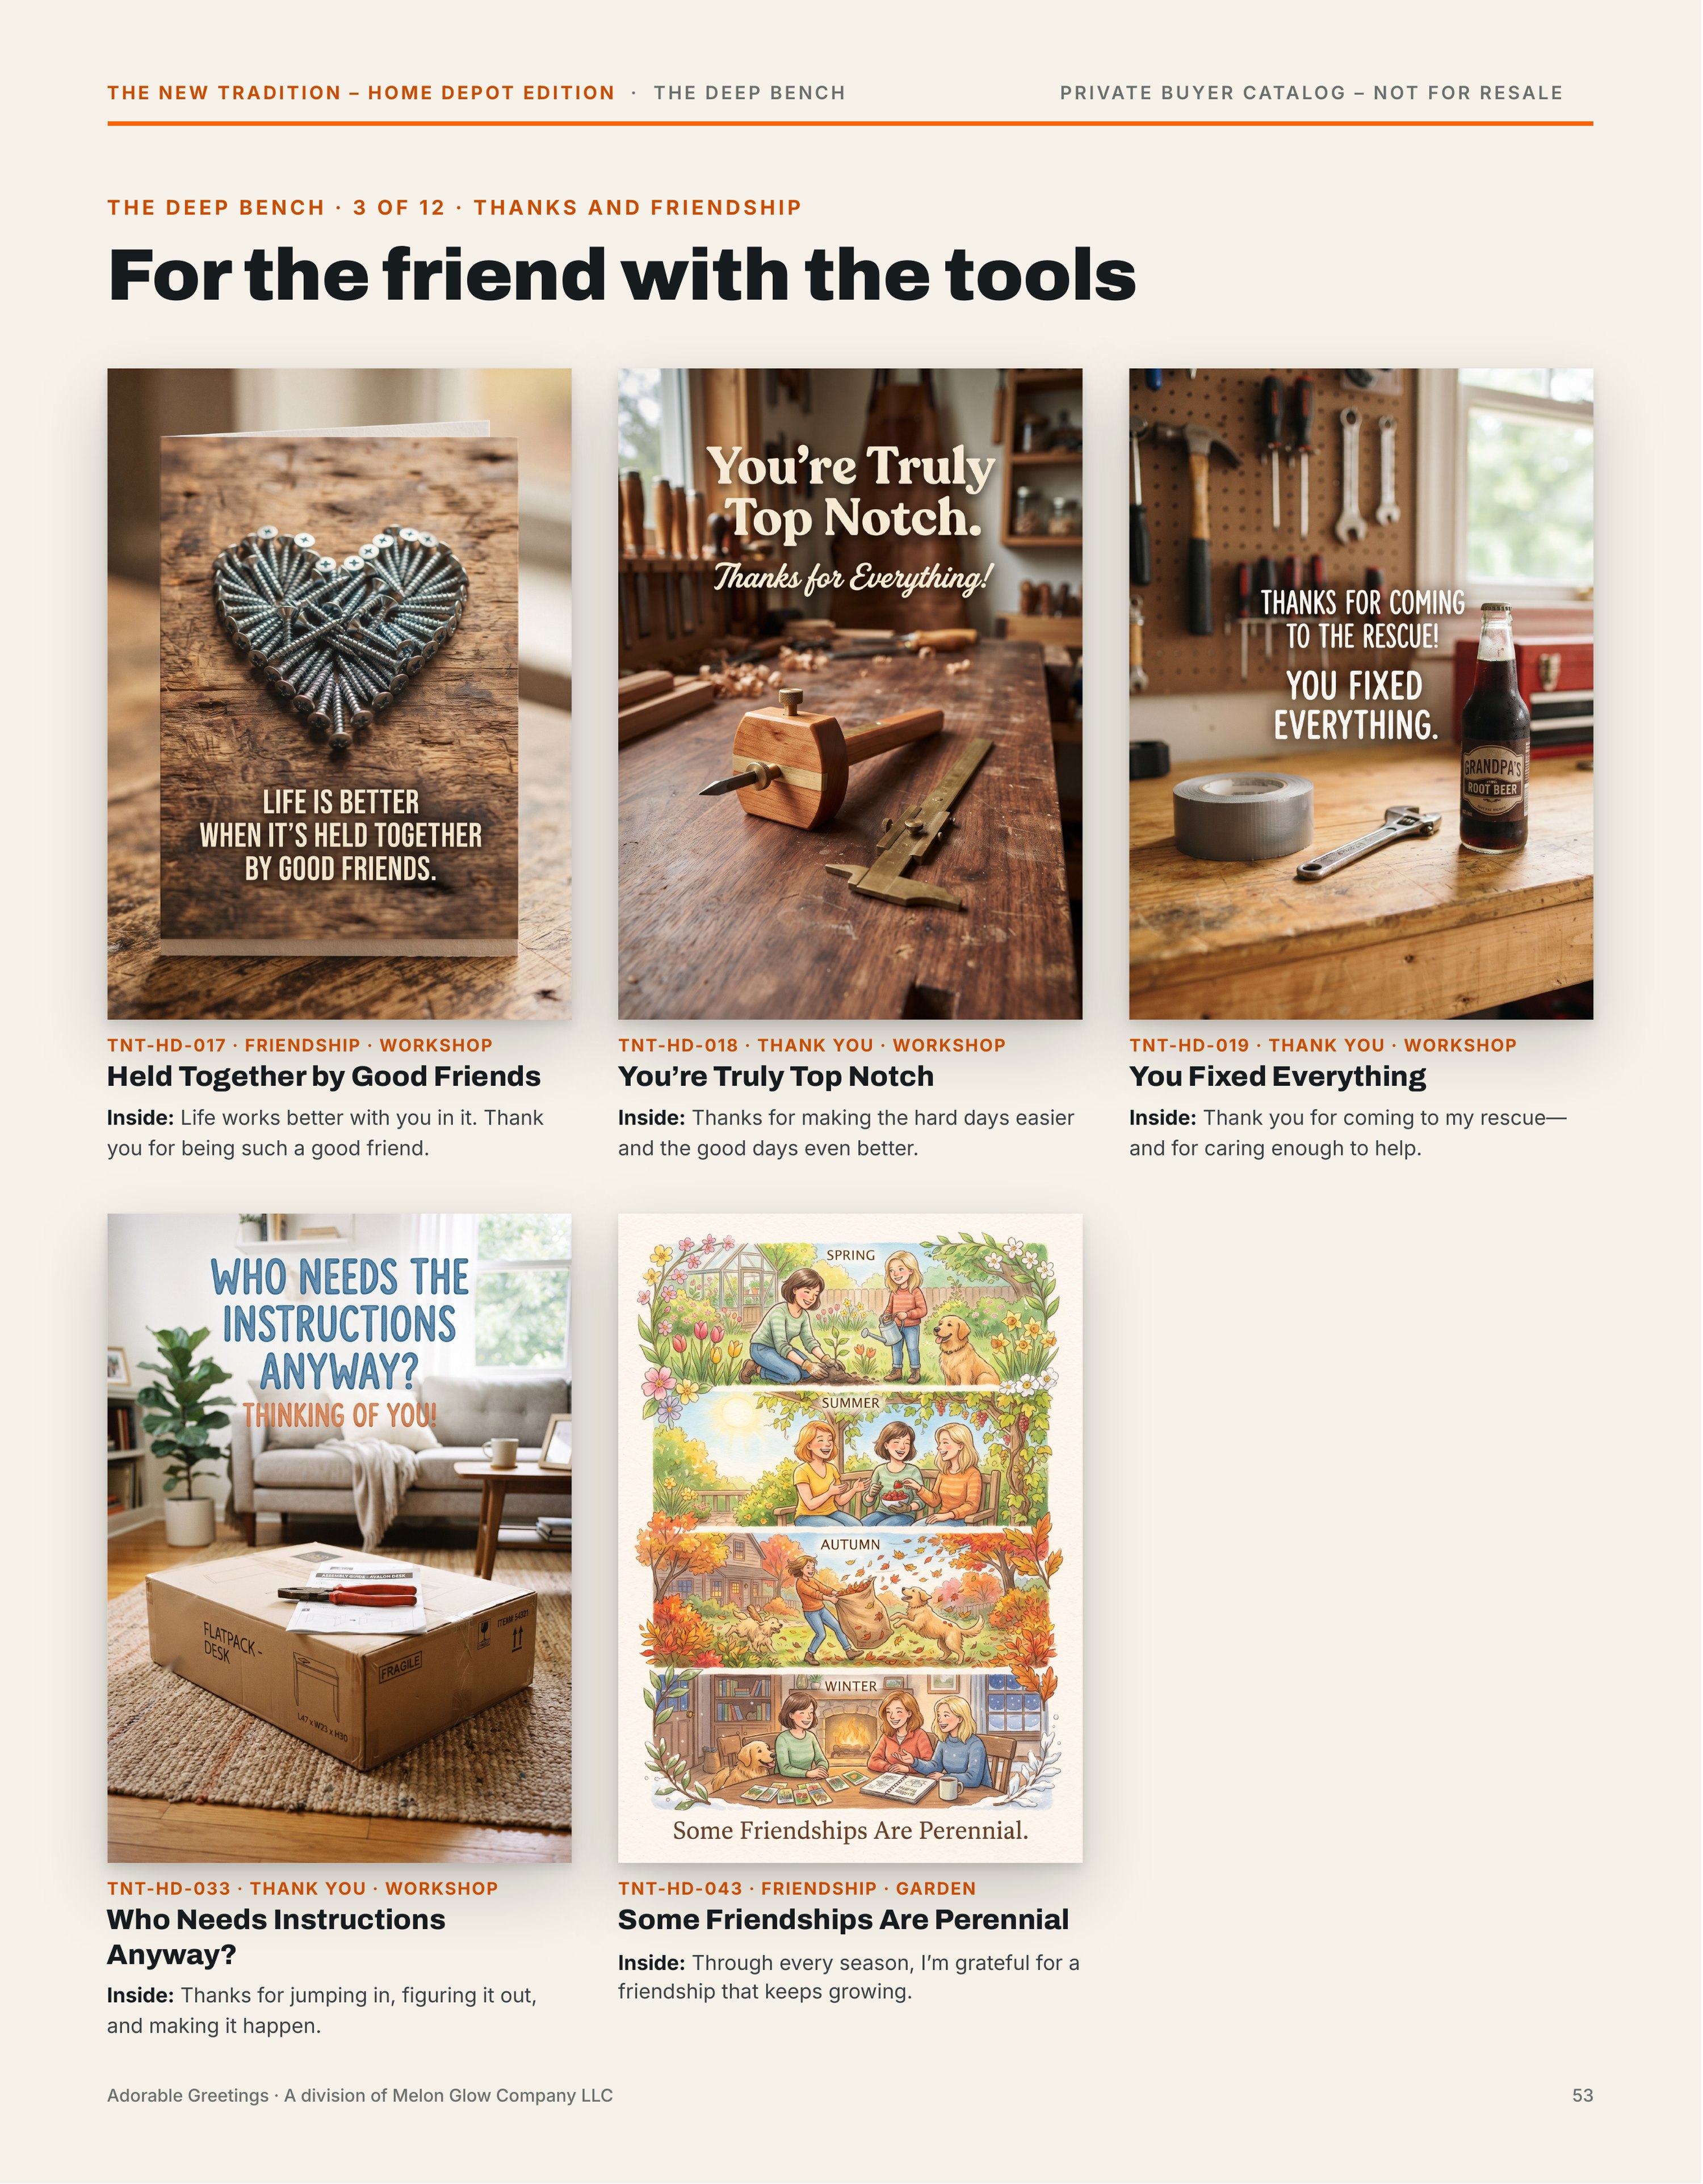 THE NEW TRADITION – HOME DEPOT EDITION · THE DEEP BENCH
PRIVATE BUYER CATALOG – NOT FOR RESALE
THE DEEP BENCH · 3 OF 12 · THANKS AND FRIENDSHIP
For the friend with the tools
LIFE IS BETTER
WHEN IT'S HELD TOGETHER
BY GOOD FRIENDS.
TNT-HD-017 · FRIENDSHIP · WORKSHOP
Held Together by Good Friends
Inside: Life works better with you in it. Thank
you for being such a good friend.
You're Truly
Top Notch.
Thanks for Everything!
TNT-HD-018 · THANK YOU · WORKSHOP
You're Truly Top Notch
Inside: Thanks for making the hard days easier
and the good days even better.
THANKS FOR COMING
TO THE RESCUE!
YOU FIXED
EVERYTHING.
GRANDPA'S
ROOT BEER
TNT-HD-019 · THANK YOU · WORKSHOP
You Fixed Everything
Inside: Thank you for coming to my rescue—
and for caring enough to help.
WHO NEEDS THE
INSTRUCTIONS
ANYWAY?
THINKING OF YOU!
ASSEMBLY GUIDE - AVALON DESK
FLATPACK-
DESK
FRAGILE
L47 x W23 x H30
TNT-HD-033 · THANK YOU · WORKSHOP
Who Needs Instructions
Anyway?
Inside: Thanks for jumping in, figuring it out,
and making it happen.
SPRING
SUMMER
AUTUMN
WINTER
Some Friendships Are Perennial.
TNT-HD-043 · FRIENDSHIP · GARDEN
Some Friendships Are Perennial
Inside: Through every season, I'm grateful for a
friendship that keeps growing.
Adorable Greetings · A division of Melon Glow Company LLC
53